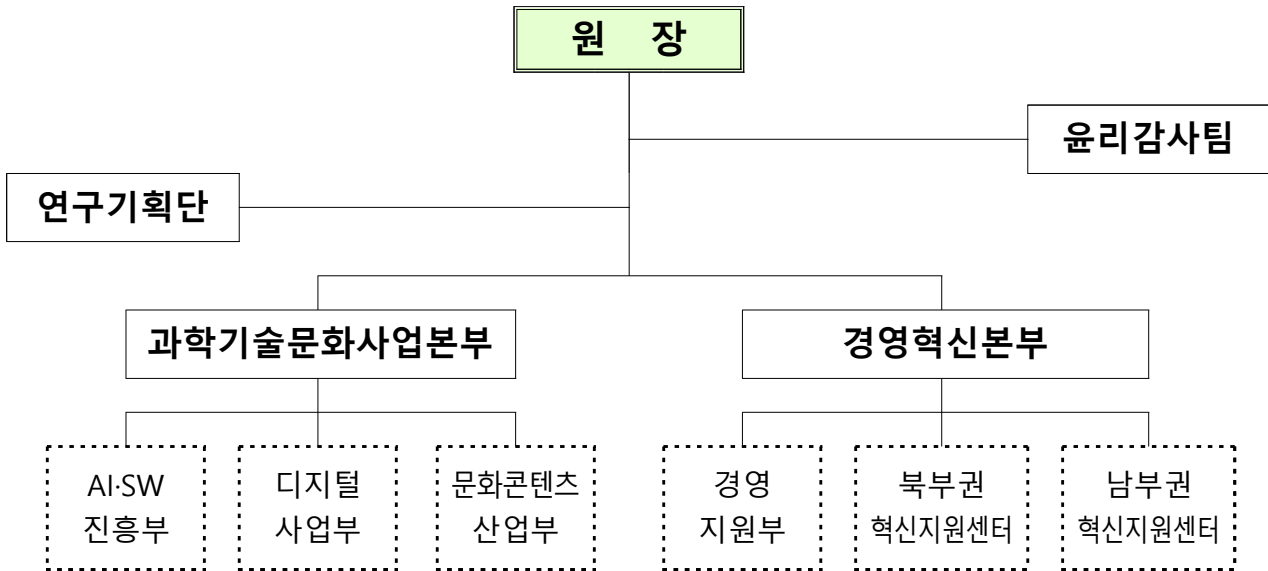 원 장
윤리감사팀
연구기획단
과학기술문화사업본부
경영혁신본부
AI·SW
진흥부
디지털
사업부
문화콘텐츠
산업부
경영
지원부
북부권
혁신지원센터
남부권
혁신지원센터